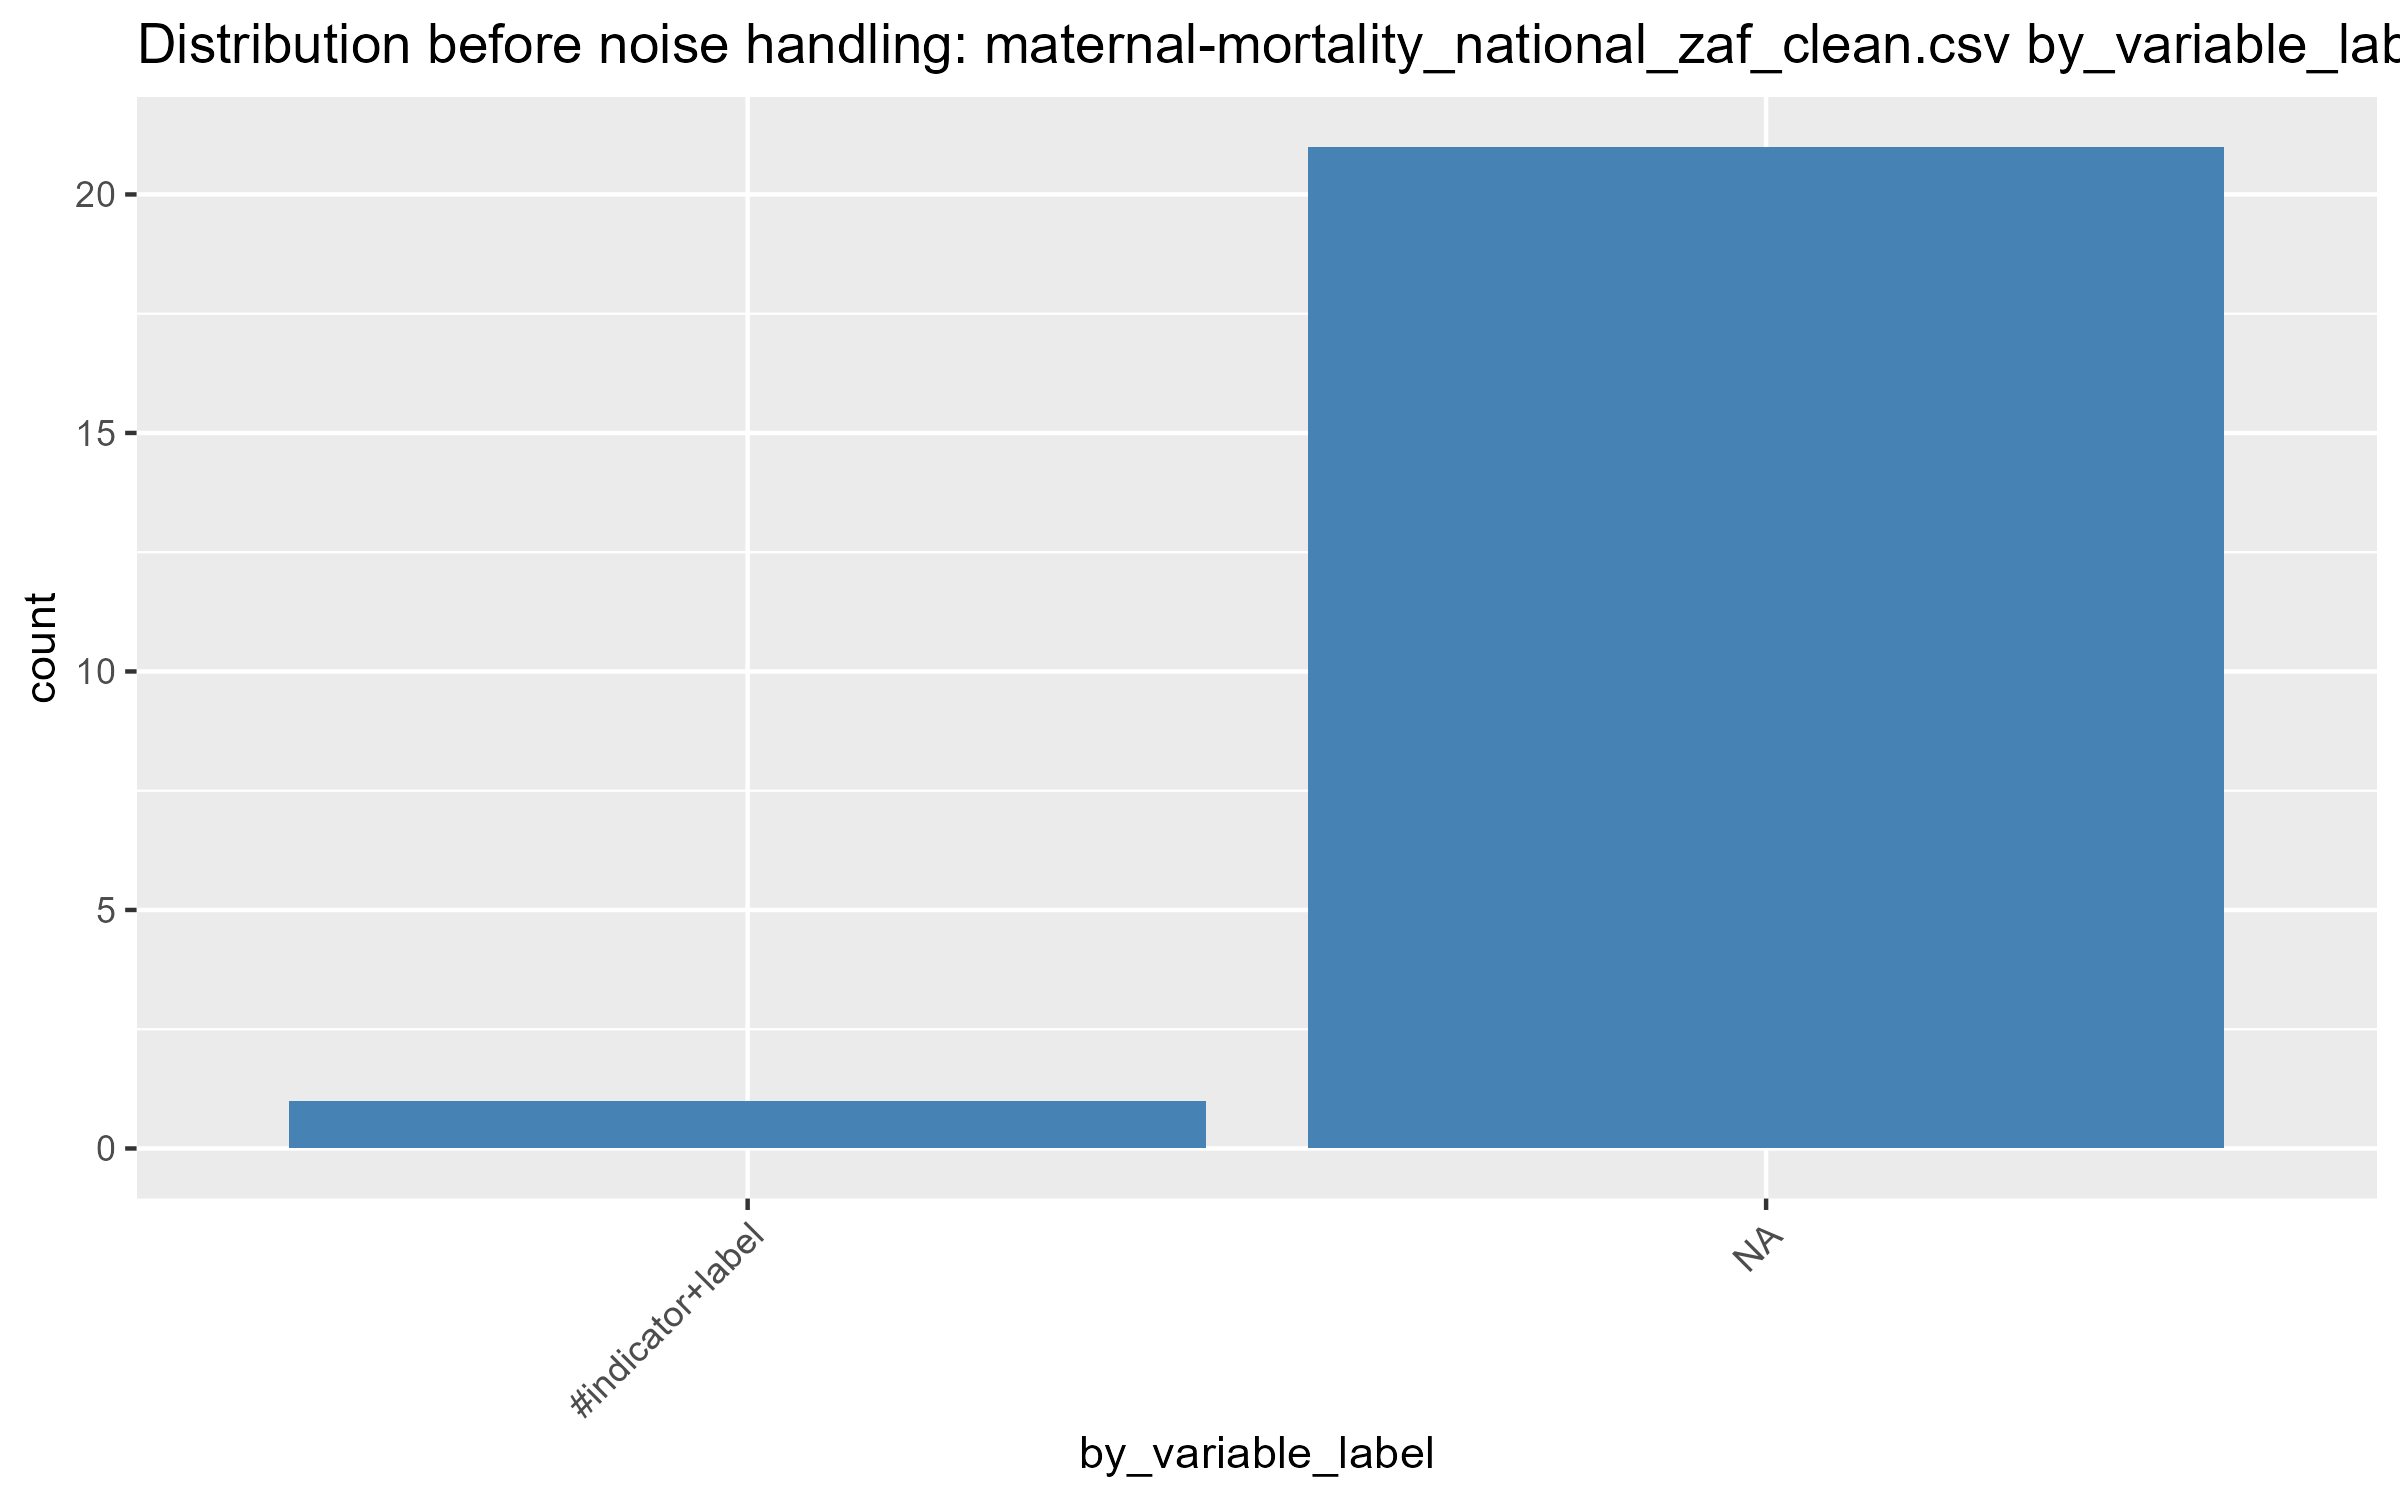 Distribution before noise handling: maternal-mortality_national_zaf_clean.csv by_variable_lab
count
20
15
10
5
0
#indicator+label
NA
by_variable_label